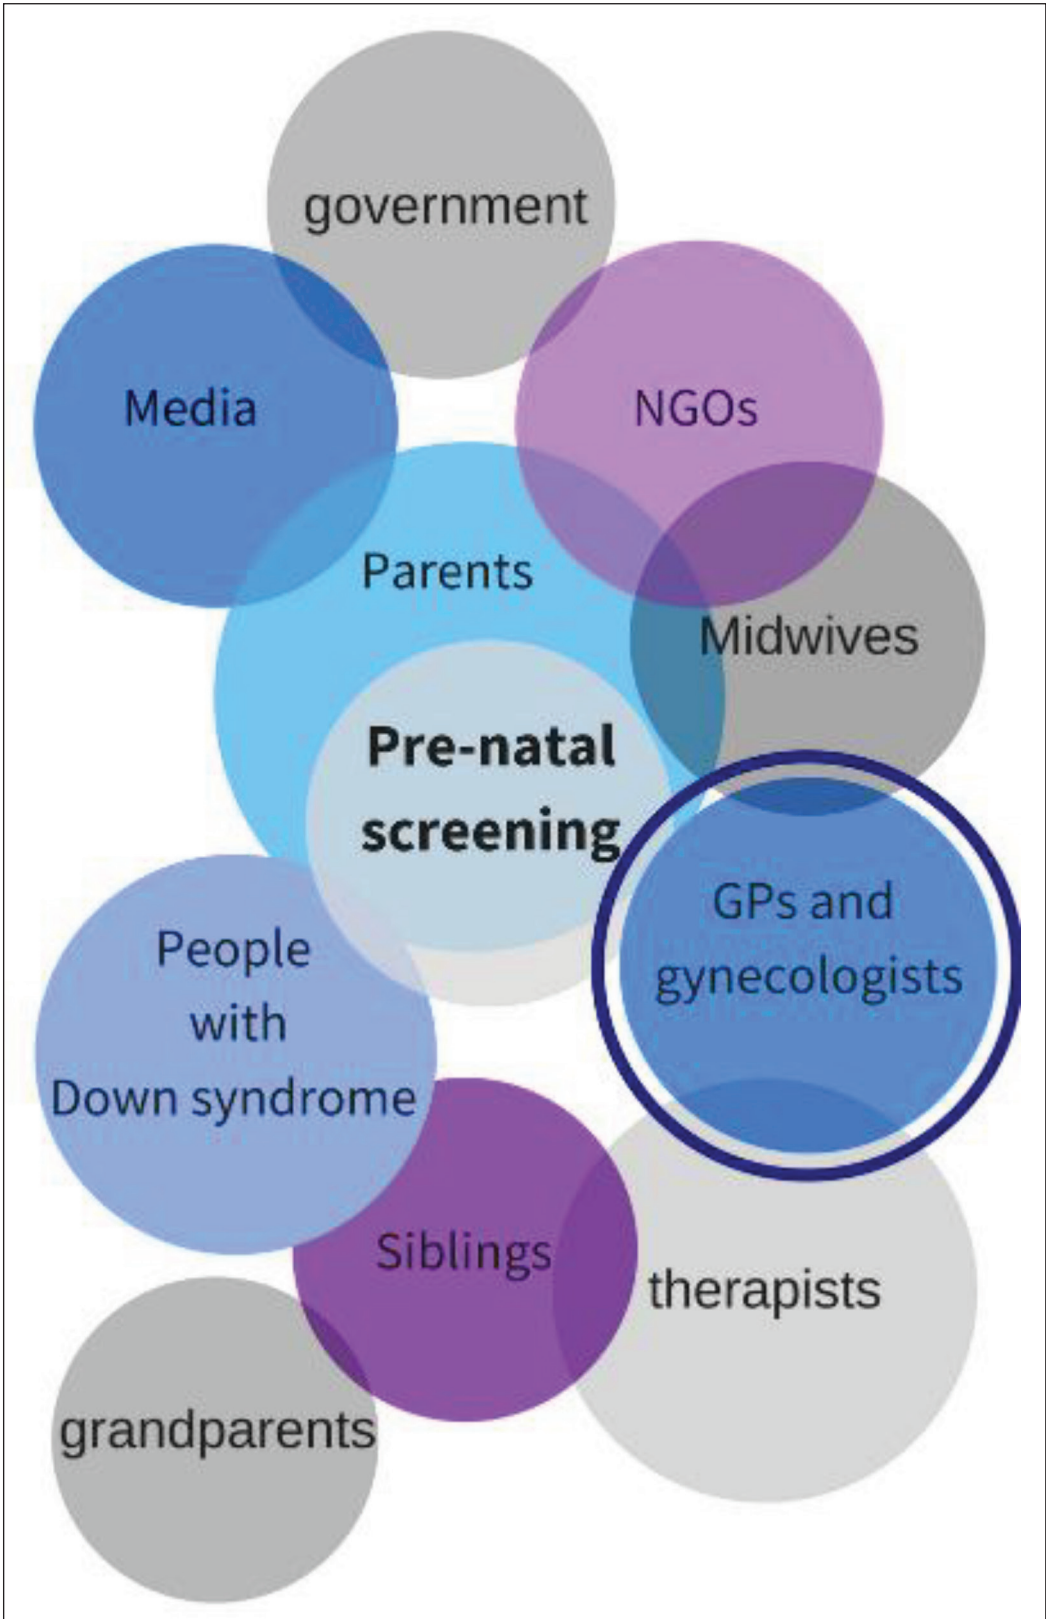 government
Media
NGOs
Parents
Midwives
Pre-natal
screening
GPs and
gynecologists
People
with
Down syndrome
Siblings
therapists
grandparents